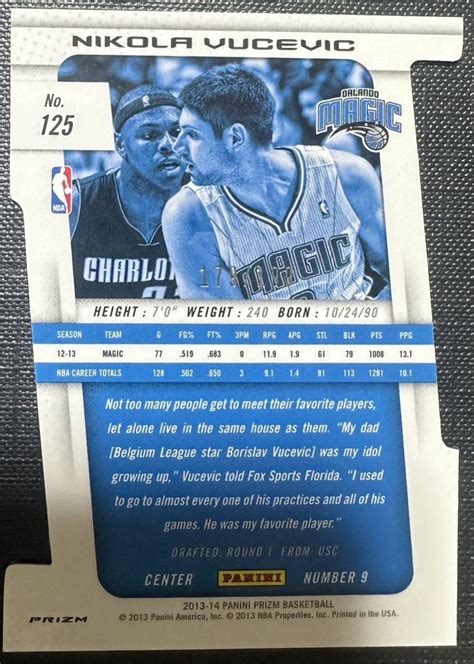 NIKOLA VUCEVIC
No.
125
ORLANDO
MAGIC
NBA
CHARLO
MAGIC
HEIGHT : 7'0" WEIGHT : 240 BORN : 10/24/90
SEASON TEAM G FG% FT% 3PM RPG APG STL BLK PTS PPG
12-13 MAGIC 77 .519 .683 0 11.9 1.9 61 79 1008 13.1
NBA CAREER TOTALS 128 .502 .650 3 9.1 1.4 81 113 1291 10.1
Not too many people get to meet their favorite players,
let alone live in the same house as them. “My dad
[Belgium League star Borislav Vucevic] was my idol
growing up,” Vucevic told Fox Sports Florida. “I used
to go to almost every one of his practices and all of his
games. He was my favorite player.”
DRAFTED: ROUND 1 FROM USC
CENTER PANINI NUMBER 9
2013-14 PANINI PRIZM BASKETBALL
© 2013 Panini America, Inc. © 2013 NBA Properties, Inc. Printed in the USA.
PRIZM